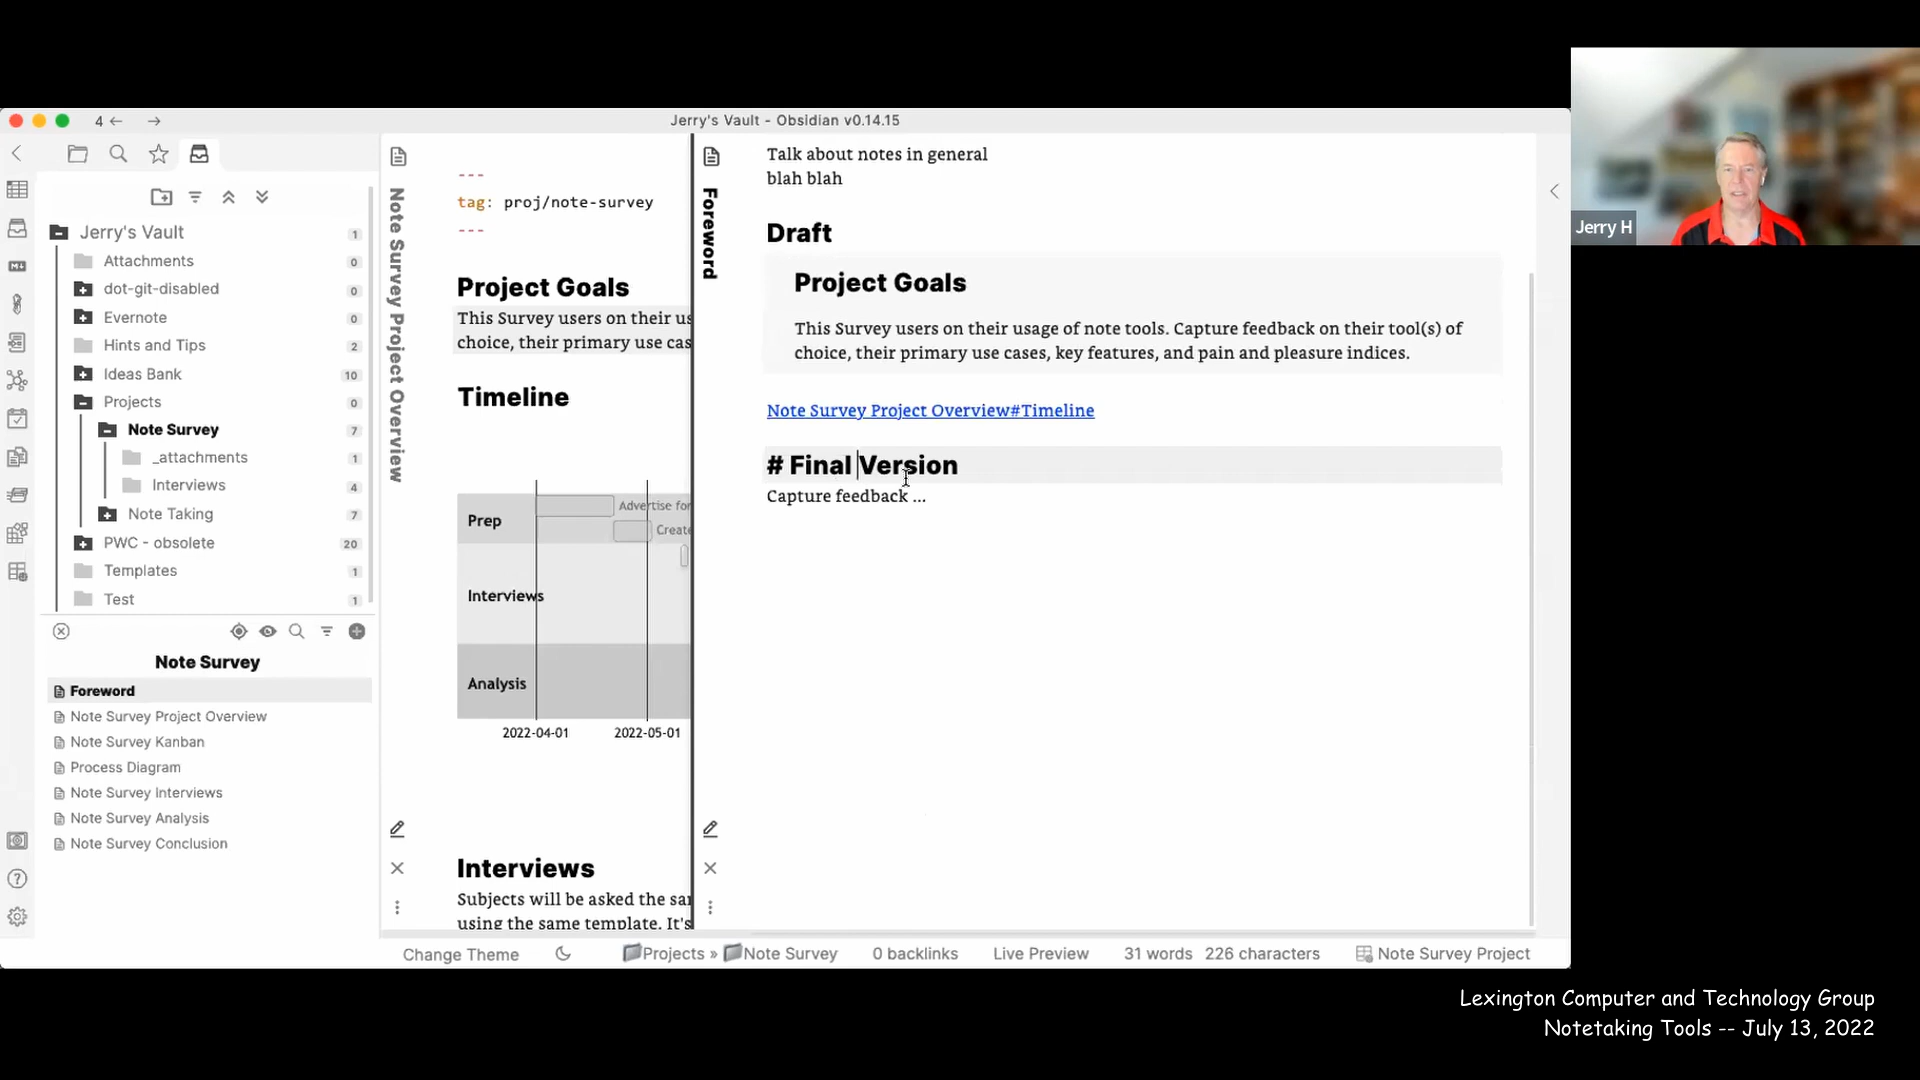 4
Jerry's Vault - Obsidian v0.14.15
Jerry's Vault 1
Attachments 0
dot-git-disabled 0
Evernote 0
Hints and Tips 2
Ideas Bank 10
Projects 0
Note Survey 7
_attachments 1
Interviews 4
Note Taking 7
PWC - obsolete 20
Templates 1
Test 1
Note Survey
Foreword
Note Survey Project Overview
Note Survey Kanban
Process Diagram
Note Survey Interviews
Note Survey Analysis
Note Survey Conclusion
Note Survey Project Overview
---
tag: proj/note-survey
---
Project Goals
This Survey users on their us
choice, their primary use cas
Timeline
Prep
Advertise for
Create
Interviews
Analysis
2022-04-01 2022-05-01
Interviews
Subjects will be asked the sa
using the same template. It's
Foreword
Talk about notes in general
blah blah
Draft
Project Goals
This Survey users on their usage of note tools. Capture feedback on their tool(s) of
choice, their primary use cases, key features, and pain and pleasure indices.
Note Survey Project Overview#Timeline
# Final Version
Capture feedback ...
Change Theme Projects » Note Survey 0 backlinks Live Preview 31 words 226 characters Note Survey Project
Jerry H
Lexington Computer and Technology Group
Notetaking Tools -- July 13, 2022